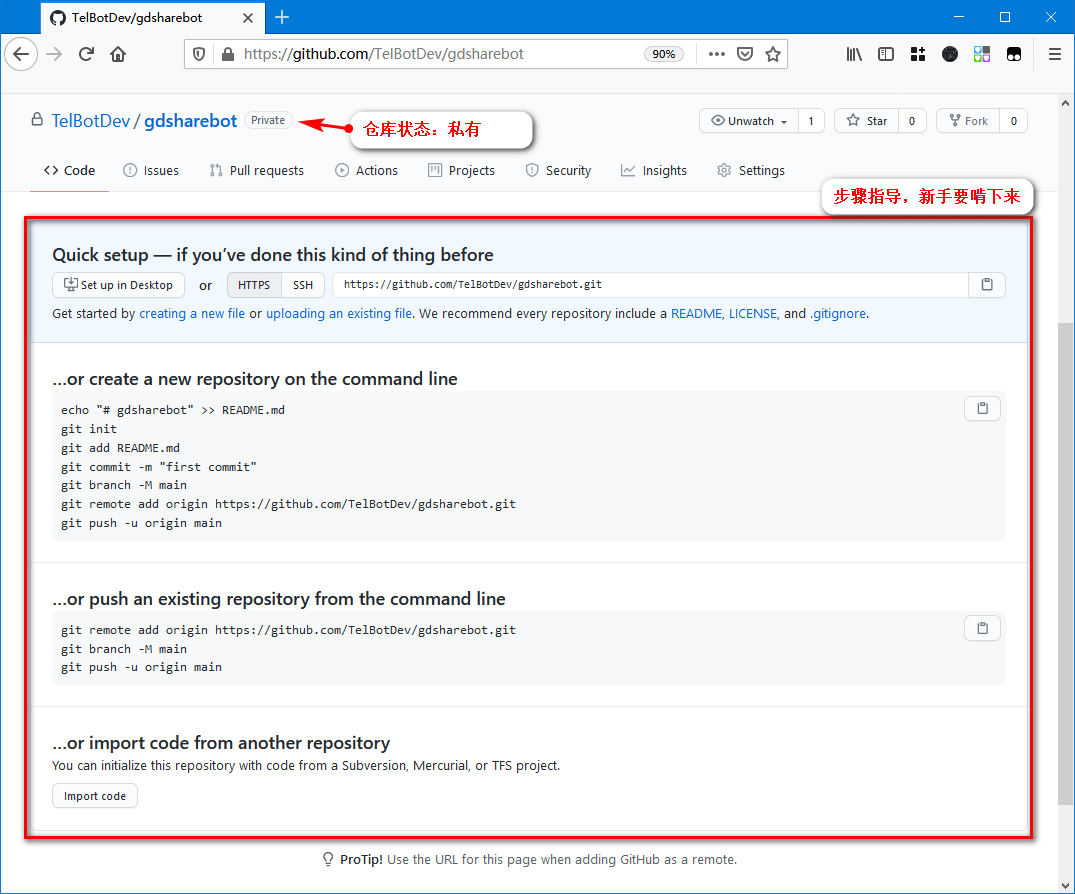 TelBotDev/gdsharebot
https://github.com/TelBotDev/gdsharebot
90%
TelBotDev / gdsharebot Private
仓库状态：私有
Unwatch 1
Star 0
Fork 0
Code Issues Pull requests Actions Projects Security Insights Settings
步骤指导，新手要啃下来
Quick setup — if you’ve done this kind of thing before
Set up in Desktop or HTTPS SSH https://github.com/TelBotDev/gdsharebot.git
Get started by creating a new file or uploading an existing file. We recommend every repository include a README, LICENSE, and .gitignore.
…or create a new repository on the command line
echo "# gdsharebot" >> README.md
git init
git add README.md
git commit -m "first commit"
git branch -M main
git remote add origin https://github.com/TelBotDev/gdsharebot.git
git push -u origin main
…or push an existing repository from the command line
git remote add origin https://github.com/TelBotDev/gdsharebot.git
git branch -M main
git push -u origin main
…or import code from another repository
You can initialize this repository with code from a Subversion, Mercurial, or TFS project.
Import code
ProTip! Use the URL for this page when adding GitHub as a remote.